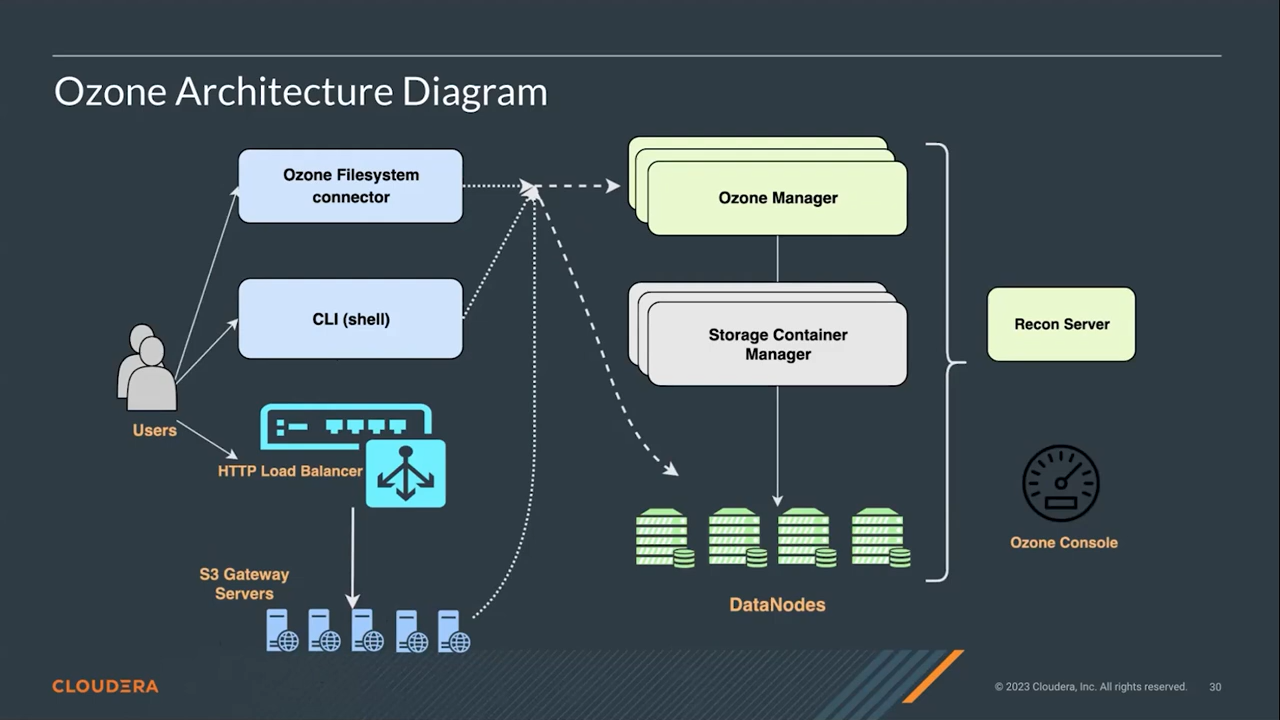 Ozone Architecture Diagram
Ozone Filesystem
connector
CLI (shell)
Users
HTTP Load Balancer
S3 Gateway
Servers
Ozone Manager
Storage Container
Manager
DataNodes
Recon Server
Ozone Console
CLOUDERA
© 2023 Cloudera, Inc. All rights reserved.
30